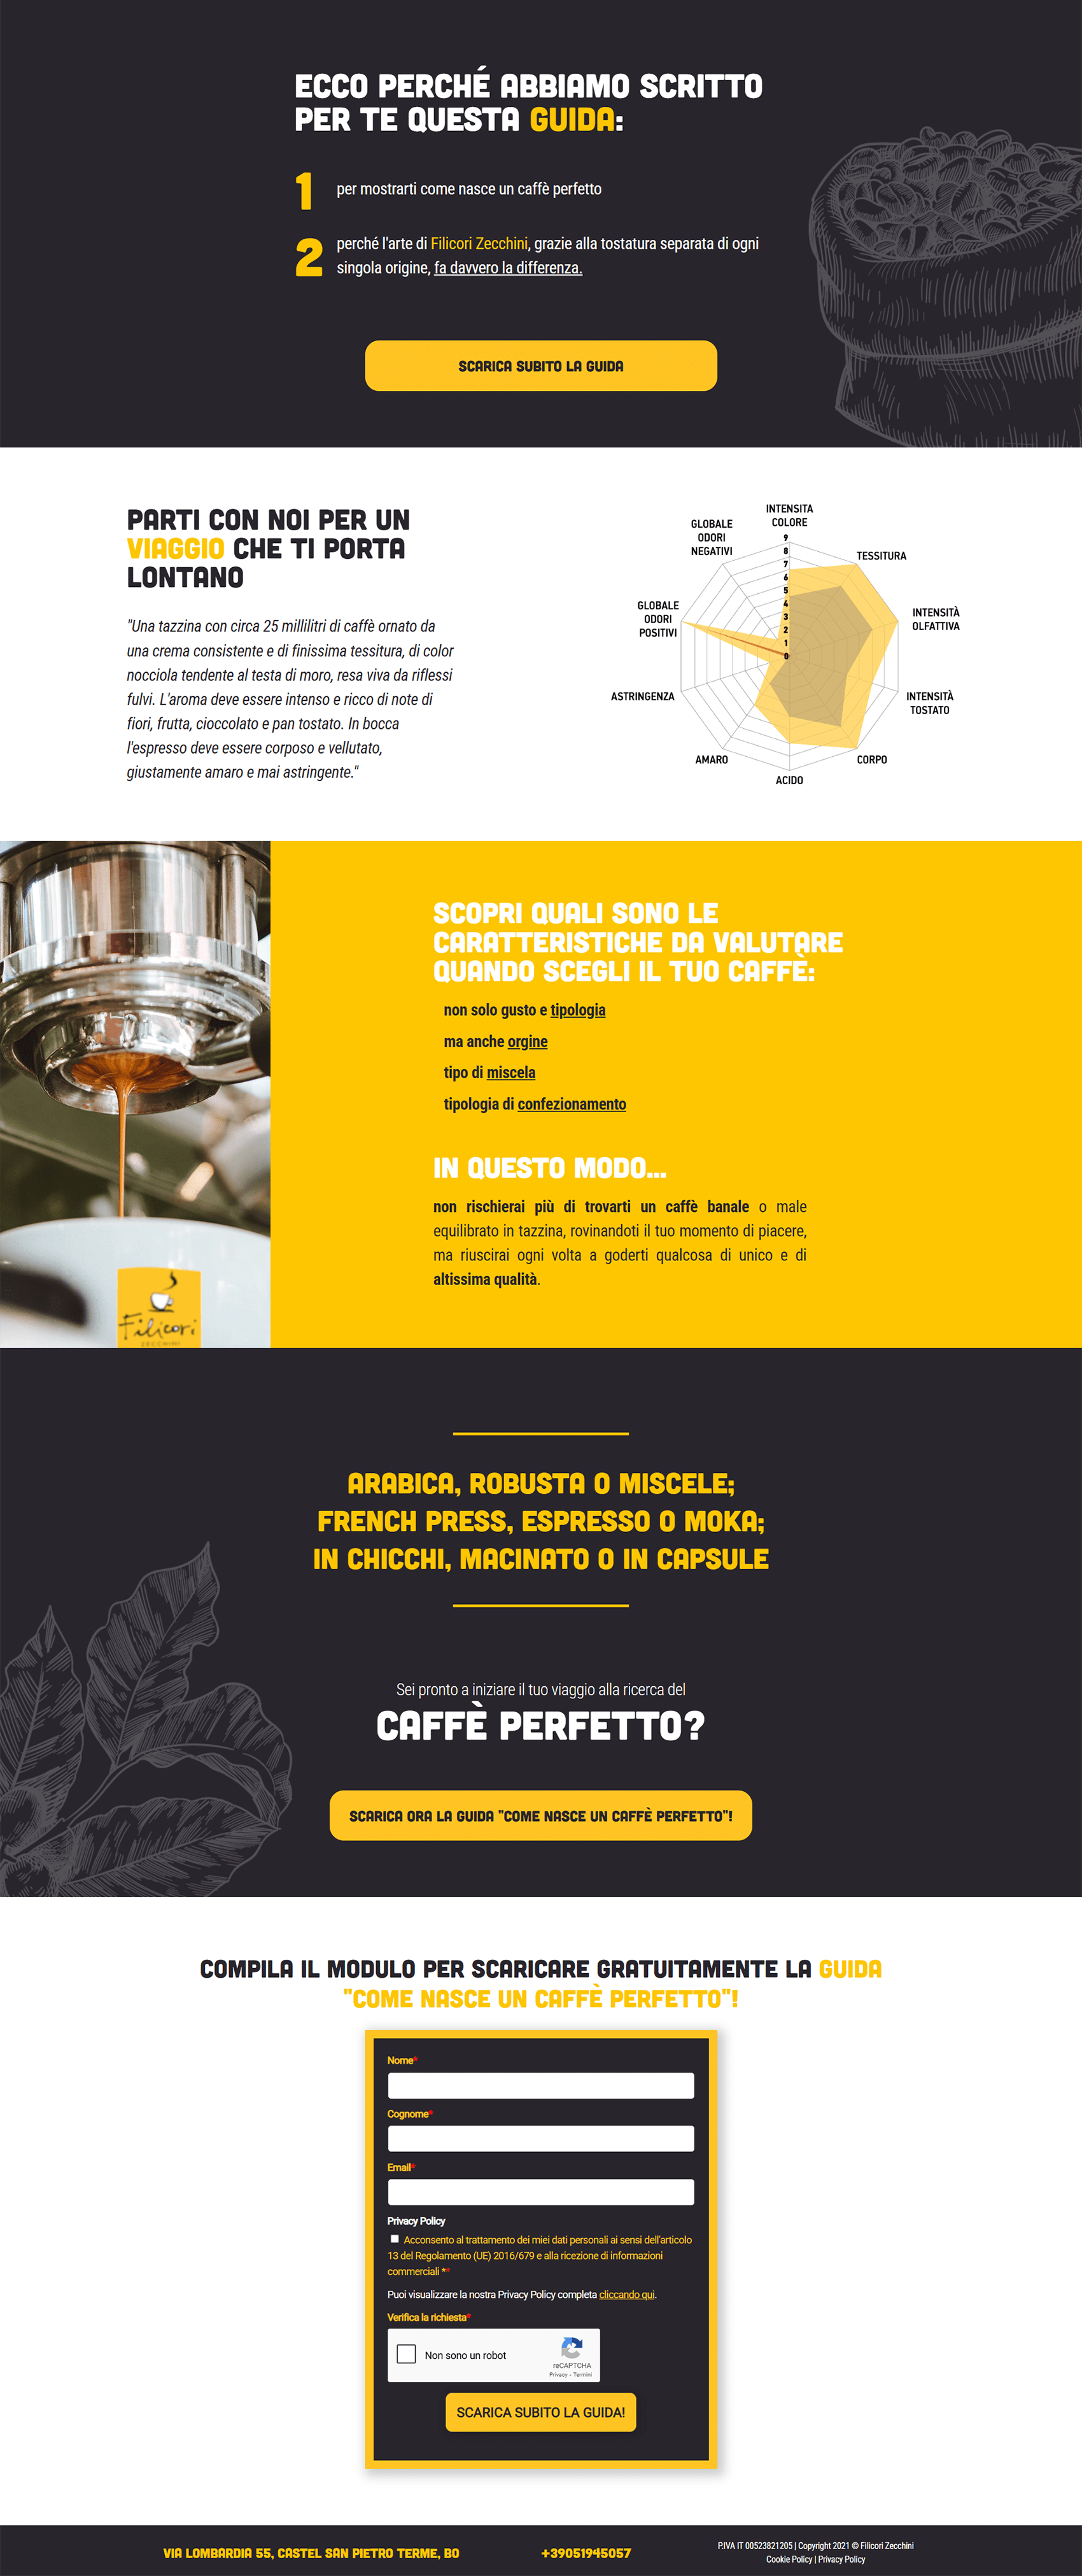 ECCO PERCHÉ ABBIAMO SCRITTO
PER TE QUESTA GUIDA:
1
per mostrarti come nasce un caffè perfetto
2
perché l'arte di Filicori Zecchini, grazie alla tostatura separata di ogni
singola origine, fa davvero la differenza.
SCARICA SUBITO LA GUIDA
PARTI CON NOI PER UN
VIAGGIO CHE TI PORTA
LONTANO
"Una tazzina con circa 25 millilitri di caffè ornato da
una crema consistente e di finissima tessitura, di color
nocciola tendente al testa di moro, resa viva da riflessi
fulvi. L'aroma deve essere intenso e ricco di note di
fiori, frutta, cioccolato e pan tostato. In bocca
l'espresso deve essere corposo e vellutato,
giustamente amaro e mai astringente."
INTENSITA
COLORE
GLOBALE
ODORI
NEGATIVI
TESSITURA
GLOBALE
ODORI
POSITIVI
INTENSITÀ
OLFATTIVA
ASTRINGENZA
INTENSITÀ
TOSTATO
AMARO
CORPO
ACIDO
9
8
7
6
5
4
3
2
1
0
SCOPRI QUALI SONO LE
CARATTERISTICHE DA VALUTARE
QUANDO SCEGLI IL TUO CAFFÈ:
non solo gusto e tipologia
ma anche orgine
tipo di miscela
tipologia di confezionamento
IN QUESTO MODO...
non rischierai più di trovarti un caffè banale o male
equilibrato in tazzina, rovinandoti il tuo momento di piacere,
ma riuscirai ogni volta a goderti qualcosa di unico e di
altissima qualità.
Filicori
ZECCHINI
ARABICA, ROBUSTA O MISCELE;
FRENCH PRESS, ESPRESSO O MOKA;
IN CHICCHI, MACINATO O IN CAPSULE
Sei pronto a iniziare il tuo viaggio alla ricerca del
CAFFÈ PERFETTO?
SCARICA ORA LA GUIDA "COME NASCE UN CAFFÈ PERFETTO"!
COMPILA IL MODULO PER SCARICARE GRATUITAMENTE LA GUIDA
"COME NASCE UN CAFFÈ PERFETTO"!
Nome*
Cognome*
Email*
Privacy Policy
Acconsento al trattamento dei miei dati personali ai sensi dell'articolo
13 del Regolamento (UE) 2016/679 e alla ricezione di informazioni
commerciali **
Puoi visualizzare la nostra Privacy Policy completa cliccando qui.
Verifica la richiesta*
Non sono un robot
reCAPTCHA
Privacy - Termini
SCARICA SUBITO LA GUIDA!
VIA LOMBARDIA 55, CASTEL SAN PIETRO TERME, BO
+39051945057
P.IVA IT 00523821205 | Copyright 2021 © Filicori Zecchini
Cookie Policy | Privacy Policy